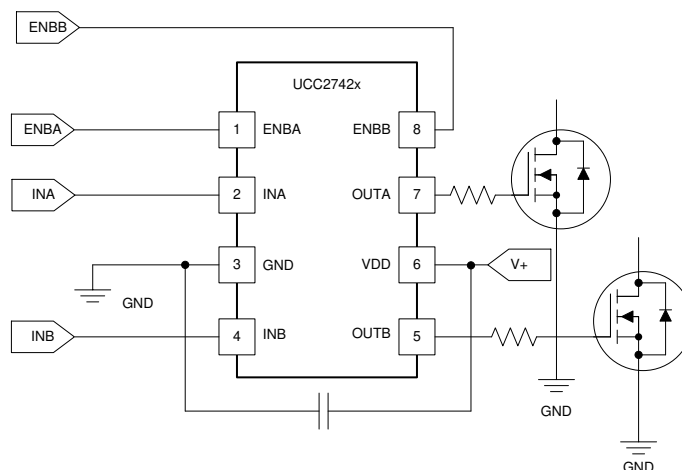 ENBB
UCC2742x
ENBA
1
ENBA
ENBB
8
INA
2
INA
OUTA
7
3
GND
VDD
6
V+
GND
INB
4
INB
OUTB
5
GND
GND